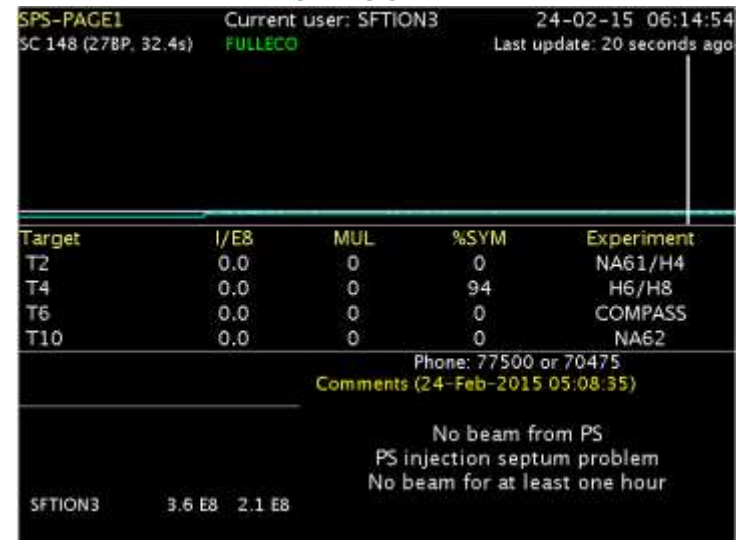 SPS-PAGE1 Current user: SFTION3 24-02-15 06:14:54
SC 148 (27BP, 32.4s) FULLECO Last update: 20 seconds ago
Target I/E8 MUL %SYM Experiment
T2 0.0 0 0 NA61/H4
T4 0.0 0 94 H6/H8
T6 0.0 0 0 COMPASS
T10 0.0 0 0 NA62
Phone: 77500 or 70475
Comments (24-Feb-2015 05:08:35)
No beam from PS
PS injection septum problem
No beam for at least one hour
SFTION3 3.6 E8 2.1 E8